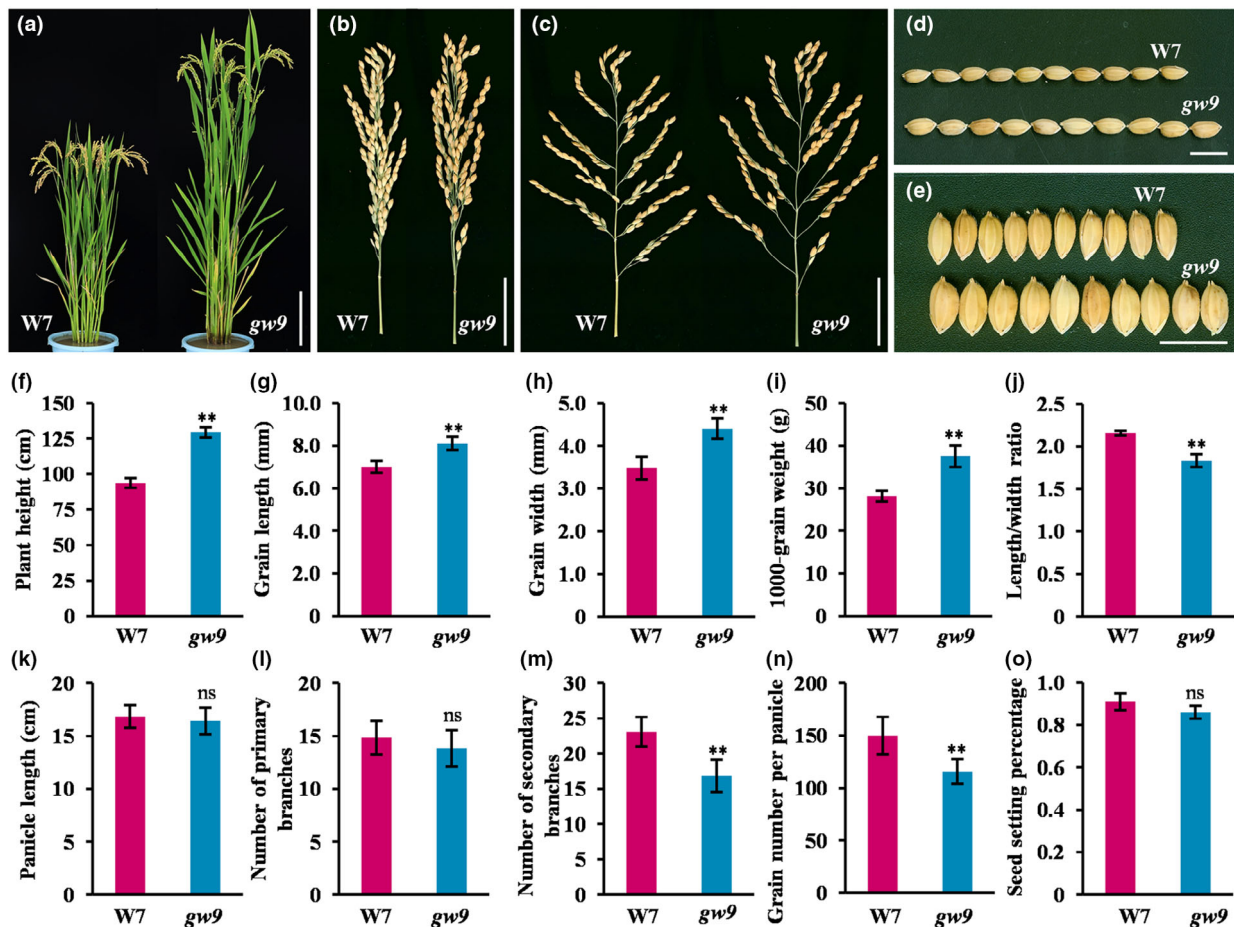 (a)
W7
gw9
(b)
W7
gw9
(c)
W7
gw9
(d)
W7
gw9
(e)
W7
gw9
(f)
Plant height (cm)
150
125
100
75
50
25
0
**
W7 gw9
(g)
Grain length (mm)
10.0
8.0
6.0
4.0
2.0
0
**
W7 gw9
(h)
Grain width (mm)
5.0
4.0
3.0
2.0
1.0
0
**
W7 gw9
(i)
1000-grain weight (g)
50
40
30
20
10
0
**
W7 gw9
(j)
Length/width ratio
2.5
2.0
1.5
1.0
0.5
0
**
W7 gw9
(k)
Panicle length (cm)
20
15
10
5
0
ns
W7 gw9
(l)
Number of primary
branches
20
15
10
5
0
ns
W7 gw9
(m)
Number of secondary
branches
30
25
20
15
10
5
0
**
W7 gw9
(n)
Grain number per panicle
200
150
100
50
0
**
W7 gw9
(o)
Seed setting percentage
1.0
0.8
0.6
0.4
0.2
0
ns
W7 gw9